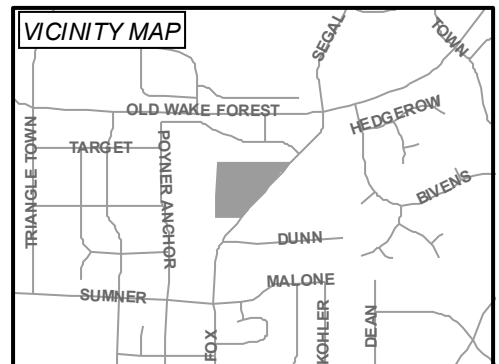 VICINITY MAP
SEGAL
TOWN
OLD WAKE FOREST
HEDGEROW
TRIANGLE TOWN
TARGET
POYNER ANCHOR
BIVENS
DUNN
MALONE
SUMNER
FOX
KOHLER
DEAN